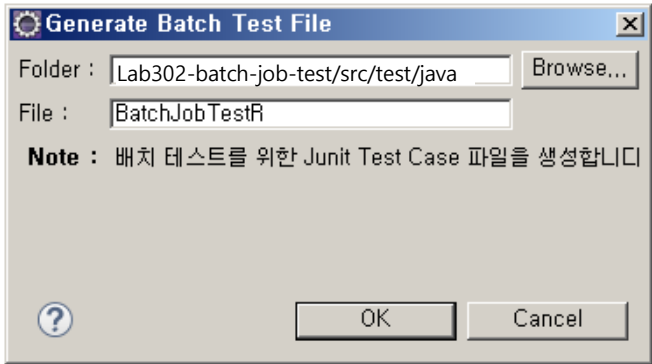 Generate Batch Test File
Folder : Lab302-batch-job-test/src/test/java Browse...
File : BatchJobTestR
Note : 배치 테스트를 위한 Junit Test Case 파일을 생성합니디
OK Cancel